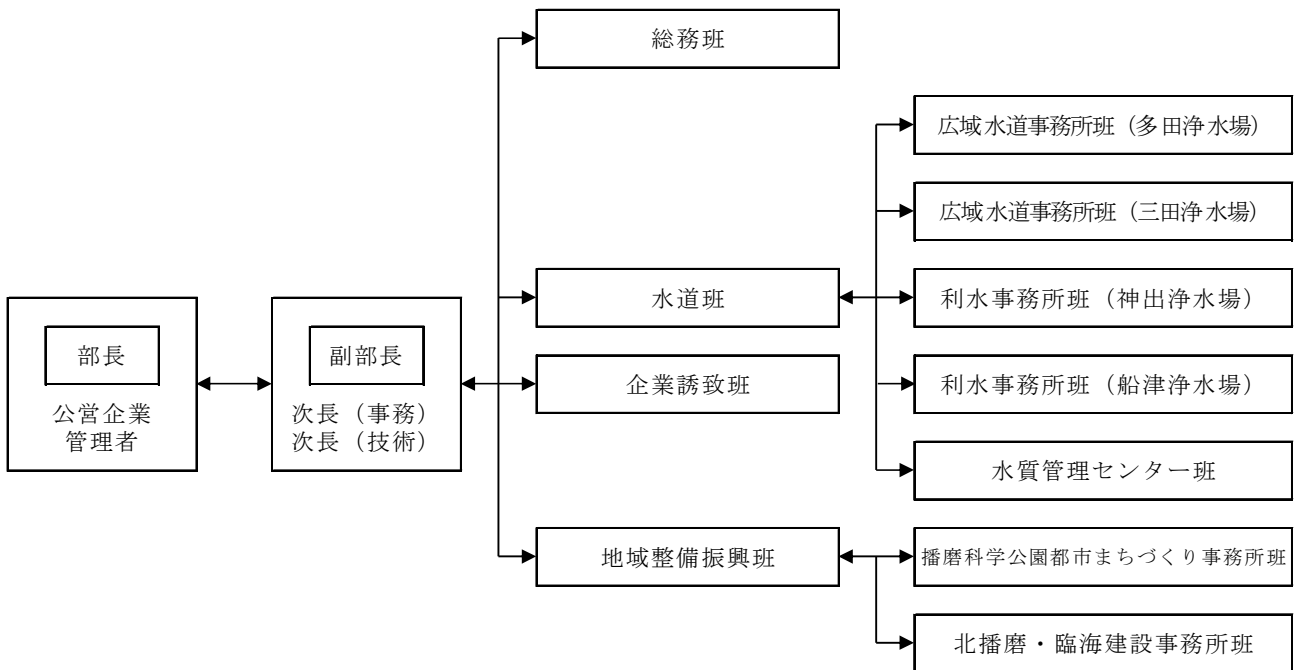 部長
公営企業
管理者
副部長
次長（事務）
次長（技術）
総務班
水道班
企業誘致班
地域整備振興班
広域水道事務所班（多田浄水場）
広域水道事務所班（三田浄水場）
利水事務所班（神出浄水場）
利水事務所班（船津浄水場）
水質管理センター班
播磨科学公園都市まちづくり事務所班
北播磨・臨海建設事務所班